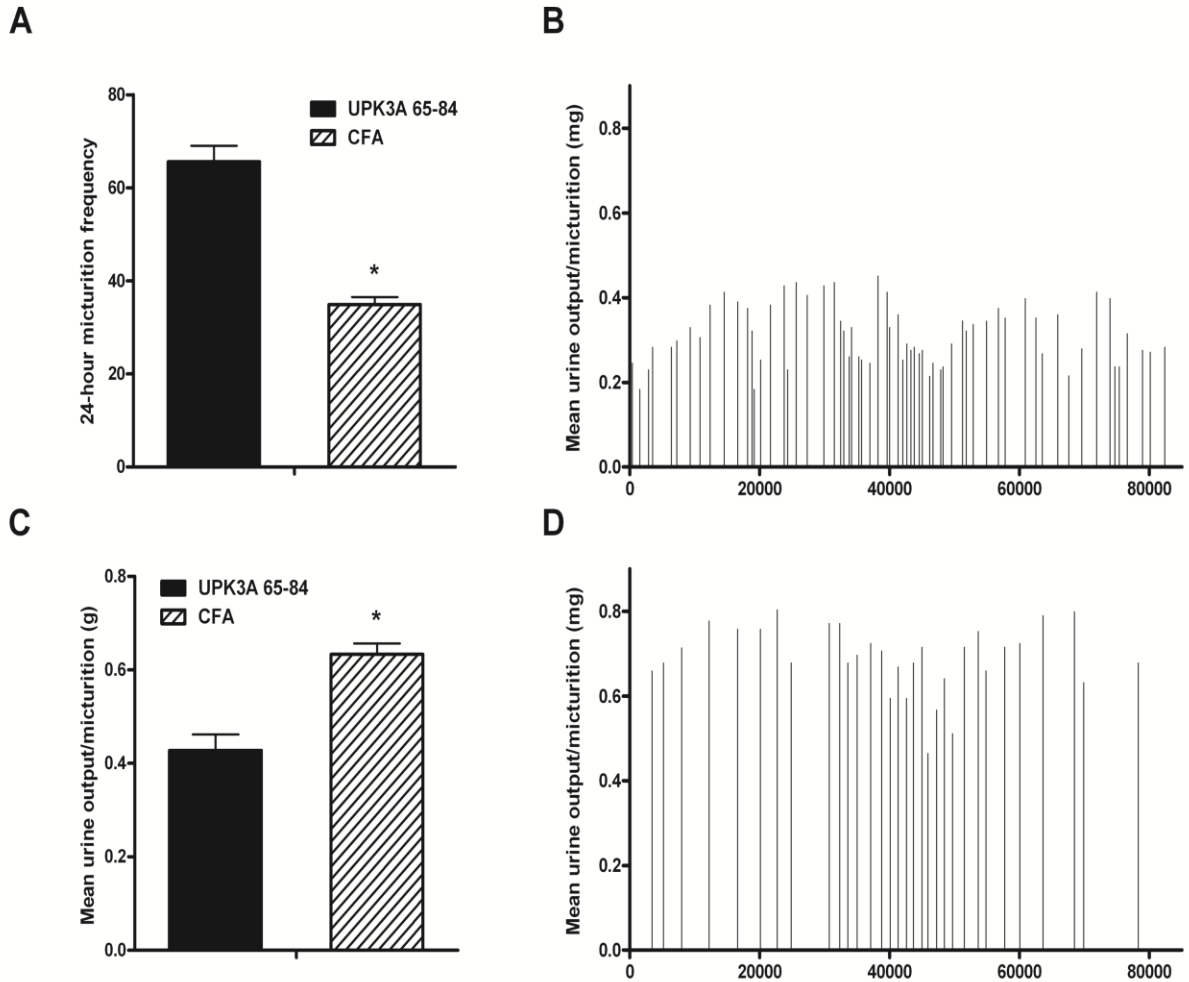 A
24-hour micturition frequency
80
60
40
20
0
UPK3A 65-84
CFA
*
B
Mean urine output/micturition (mg)
0.8
0.6
0.4
0.2
0.0
0 20000 40000 60000 80000
C
Mean urine output/micturition (g)
0.8
0.6
0.4
0.2
0.0
UPK3A 65-84
CFA
*
D
Mean urine output/micturition (mg)
0.8
0.6
0.4
0.2
0.0
0 20000 40000 60000 80000